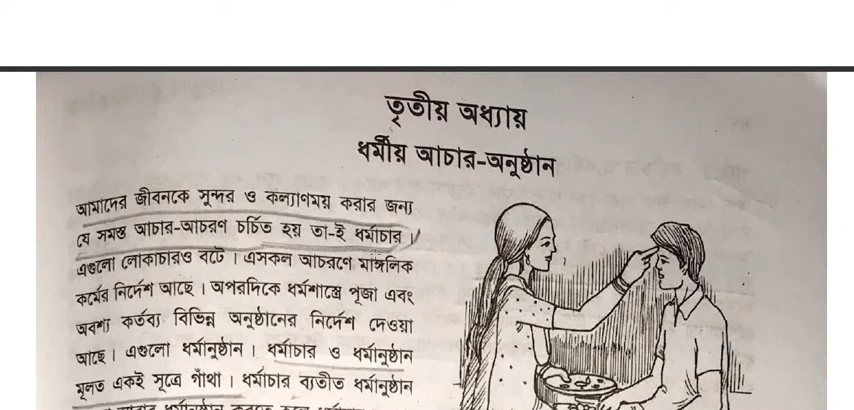 তৃতীয় অধ্যায়
ধর্মীয় আচার-অনুষ্ঠান
আমাদের জীবনকে সুন্দর ও কল্যাণময় করার জন্য
যে সমস্ত আচার-আচরণ চর্চিত হয় তা-ই ধর্মাচার।
এগুলো লোকাচারও বটে। এসকল আচরণে মাঙ্গলিক
কর্মের নির্দেশ আছে। অপরদিকে ধর্মশাস্ত্রে পূজা এবং
অবশ্য কর্তব্য বিভিন্ন অনুষ্ঠানের নির্দেশ দেওয়া
আছে। এগুলো ধর্মানুষ্ঠান। ধর্মাচার ও ধর্মানুষ্ঠান
মূলত একই সূত্রে গাঁথা। ধর্মাচার ব্যতীত ধর্মানুষ্ঠান